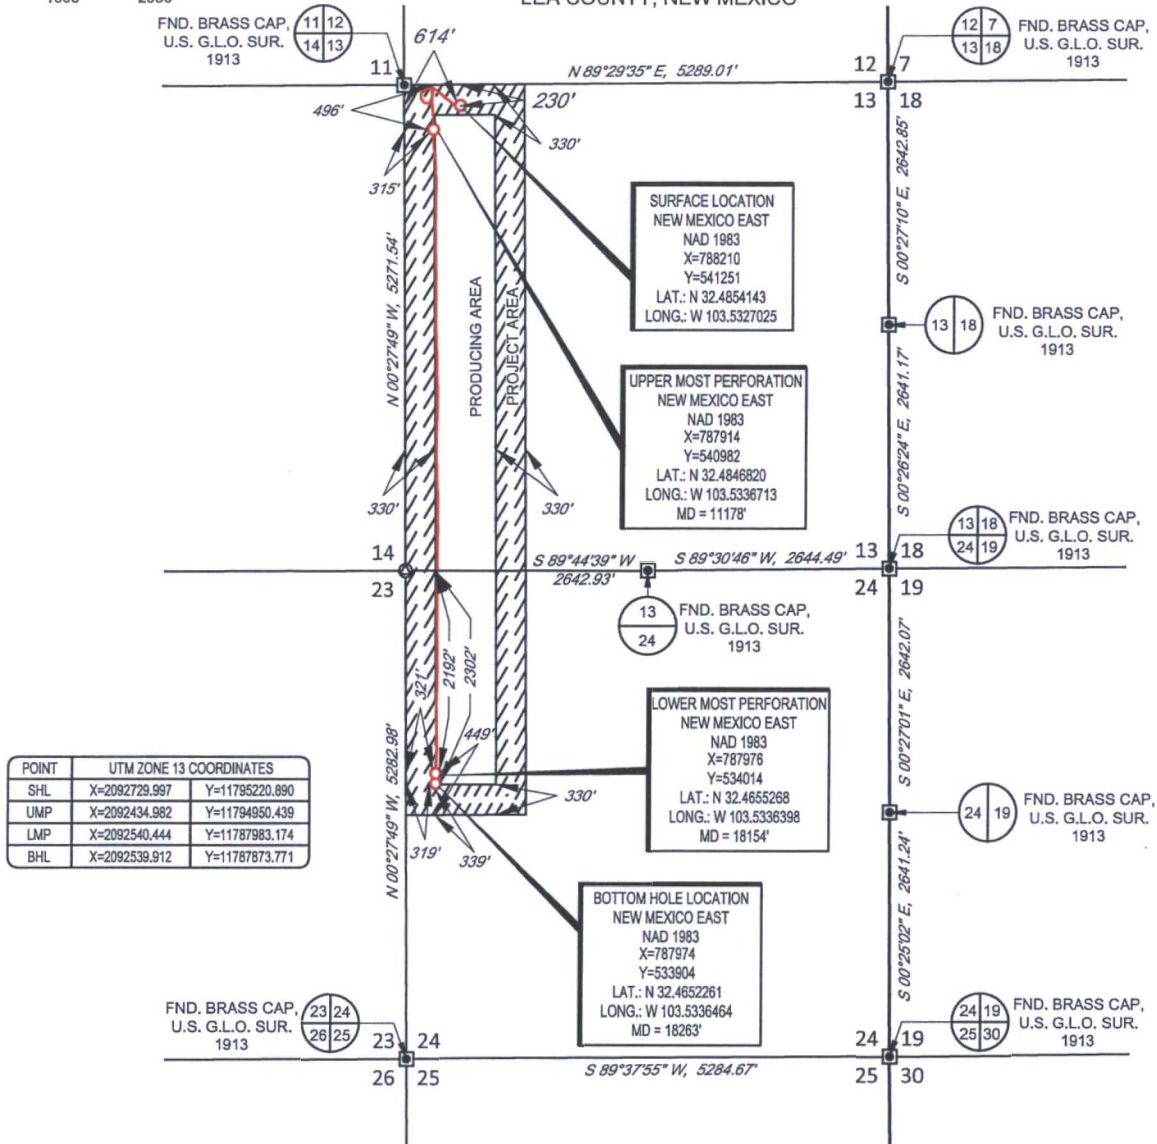 LEA COUNTY, NEW MEXICO
FND. BRASS CAP,
U.S. G.L.O. SUR.
1913
11 12
14 13
614'
12 7
13 18
FND. BRASS CAP,
U.S. G.L.O. SUR.
1913
11
N 89°29'35" E, 5289.01'
12 7
13 18
496'
230'
330'
315'
S 00°27'10" E, 2642.85'
SURFACE LOCATION
NEW MEXICO EAST
NAD 1983
X=788210
Y=541251
LAT.: N 32.4854143
LONG.: W 103.5327025
N 00°27'49" W, 5271.54'
PRODUCING AREA
PROJECT AREA
13 18
FND. BRASS CAP,
U.S. G.L.O. SUR.
1913
UPPER MOST PERFORATION
NEW MEXICO EAST
NAD 1983
X=787914
Y=540982
LAT.: N 32.4846820
LONG.: W 103.5336713
MD = 11178'
S 00°26'24" E, 2641.17'
330'
330'
13 18
24 19
FND. BRASS CAP,
U.S. G.L.O. SUR.
1913
14
23
S 89°44'39" W
2642.93'
S 89°30'46" W, 2644.49'
13 18
24 19
13
24
FND. BRASS CAP,
U.S. G.L.O. SUR.
1913
321'
2192'
2302'
449'
S 00°27'01" E, 2642.07'
LOWER MOST PERFORATION
NEW MEXICO EAST
NAD 1983
X=787976
Y=534014
LAT.: N 32.4655268
LONG.: W 103.5336398
MD = 18154'
POINT UTM ZONE 13 COORDINATES
SHL X=2092729.997 Y=11795220.890
UMP X=2092434.982 Y=11794950.439
LMP X=2092540.444 Y=11787983.174
BHL X=2092539.912 Y=11787873.771
N 00°27'49" W, 5282.98'
330'
319'
339'
24 19
FND. BRASS CAP,
U.S. G.L.O. SUR.
1913
BOTTOM HOLE LOCATION
NEW MEXICO EAST
NAD 1983
X=787974
Y=533904
LAT.: N 32.4652261
LONG.: W 103.5336464
MD = 18263'
S 00°25'02" E, 2641.24'
FND. BRASS CAP,
U.S. G.L.O. SUR.
1913
23 24
26 25
24 19
25 30
FND. BRASS CAP,
U.S. G.L.O. SUR.
1913
23 24
26 25
S 89°37'55" W, 5284.67'
24 19
25 30